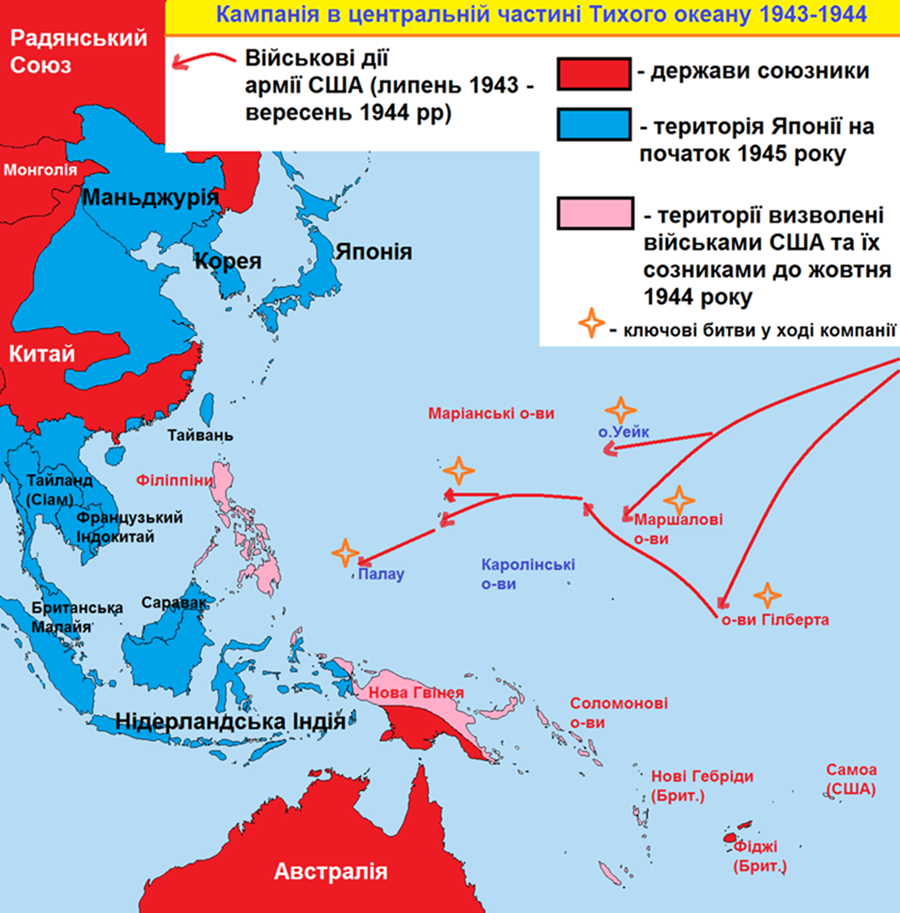 Кампанія в центральній частині Тихого океану 1943-1944
Радянський
Союз
Військові дії
армії США (липень 1943 -
вересень 1944 рр)
- держави союзники
- територія Японії на
початок 1945 року
- території визволені
військами США та їх
созниками до жовтня
1944 року
- ключові битви у ході компанії
Монголія
Маньджурія
Корея
Японія
Китай
Тайвань
Маріанські о-ви
о.Уейк
Філіппіни
Тайланд
(Сіам)
Французький
Індокитай
Маршалові
о-ви
Палау
Каролінські
о-ви
Британська
Малайя
Саравак
о-ви Гілберта
Нова Гвінея
Соломонові
о-ви
Нідерландська Індія
Нові Гебріди
(Брит.)
Самоа
(США)
Фіджі
(Брит.)
Австралія